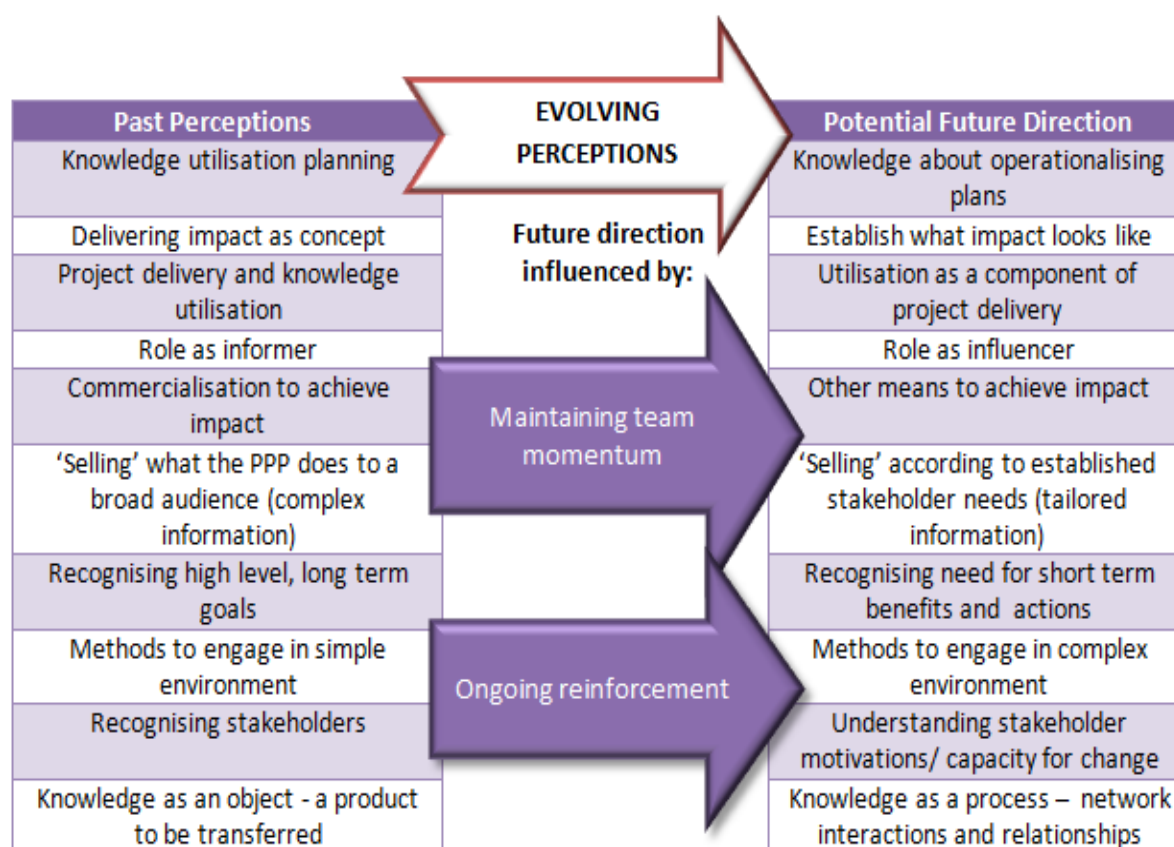 Past Perceptions
Knowledge utilisation planning
Delivering impact as concept
Project delivery and knowledge
utilisation
Role as informer
Commercialisation to achieve
impact
‘Selling’ what the PPP does to a
broad audience (complex
information)
Recognising high level, long term
goals
Methods to engage in simple
environment
Recognising stakeholders
Knowledge as an object - a product
to be transferred
EVOLVING
PERCEPTIONS
Future direction
influenced by:
Maintaining team
momentum
Ongoing reinforcement
Potential Future Direction
Knowledge about operationalising
plans
Establish what impact looks like
Utilisation as a component of
project delivery
Role as influencer
Other means to achieve impact
‘Selling’ according to established
stakeholder needs (tailored
information)
Recognising need for short term
benefits and actions
Methods to engage in complex
environment
Understanding stakeholder
motivations/ capacity for change
Knowledge as a process – network
interactions and relationships